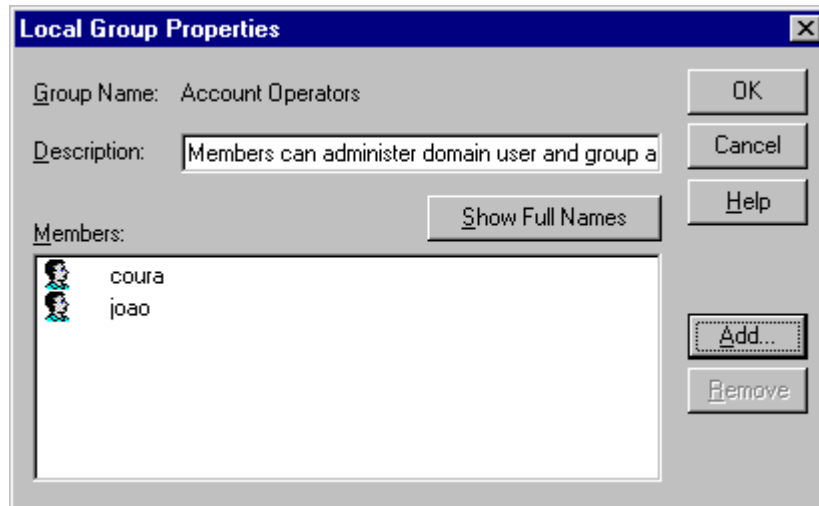 Local Group Properties
Group Name: Account Operators
OK
Description: Members can administer domain user and group a
Cancel
Show Full Names
Help
Members:
coura
joao
Add...
Remove